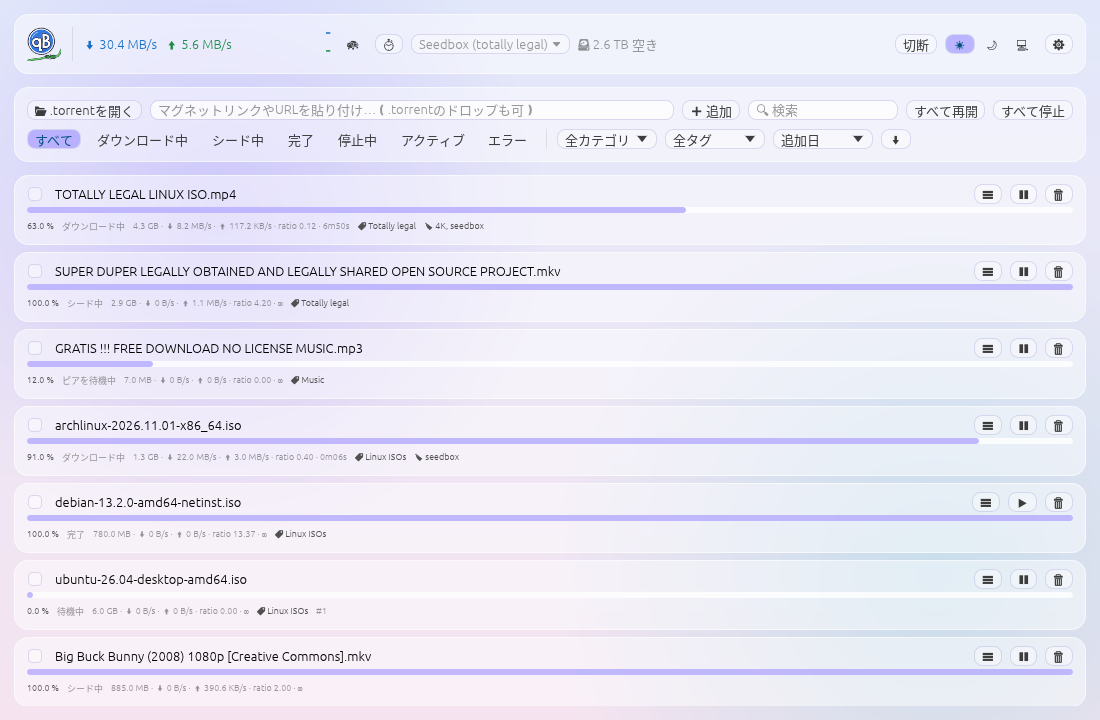 qB 30.4 MB/s 5.6 MB/s Seedbox (totally legal) 2.6 TB 空き 切断
.torrentを開く マグネットリンクやURLを貼り付け… ( .torrentのドロップも可 ) 追加 検索 すべて再開 すべて停止
すべて ダウンロード中 シード中 完了 停止中 アクティブ エラー 全カテゴリ 全タグ 追加日
TOTALLY LEGAL LINUX ISO.mp4
63.0 % ダウンロード中 4.3 GB · 8.2 MB/s · 117.2 KB/s · ratio 0.12 · 6m50s Totally legal 4K, seedbox
SUPER DUPER LEGALLY OBTAINED AND LEGALLY SHARED OPEN SOURCE PROJECT.mkv
100.0 % シード中 2.9 GB · 0 B/s · 1.1 MB/s · ratio 4.20 · ∞ Totally legal
GRATIS !!! FREE DOWNLOAD NO LICENSE MUSIC.mp3
12.0 % ピアを待機中 7.0 MB · 0 B/s · 0 B/s · ratio 0.00 · ∞ Music
archlinux-2026.11.01-x86_64.iso
91.0 % ダウンロード中 1.3 GB · 22.0 MB/s · 3.0 MB/s · ratio 0.40 · 0m06s Linux ISOs seedbox
debian-13.2.0-amd64-netinst.iso
100.0 % 完了 780.0 MB · 0 B/s · 0 B/s · ratio 13.37 · ∞ Linux ISOs
ubuntu-26.04-desktop-amd64.iso
0.0 % 待機中 6.0 GB · 0 B/s · 0 B/s · ratio 0.00 · ∞ Linux ISOs #1
Big Buck Bunny (2008) 1080p [Creative Commons].mkv
100.0 % シード中 885.0 MB · 0 B/s · 390.6 KB/s · ratio 2.00 · ∞